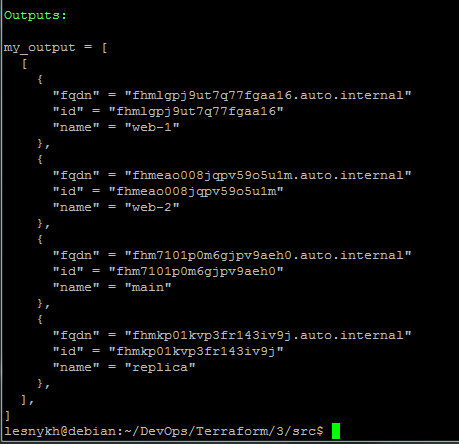 Outputs:
my_output = [
  [
    {
      "fqdn" = "fhmlgpj9ut7q77fgaa16.auto.internal"
      "id" = "fhmlgpj9ut7q77fgaa16"
      "name" = "web-1"
    },
    {
      "fqdn" = "fhmeao008jqpv59o5u1m.auto.internal"
      "id" = "fhmeao008jqpv59o5u1m"
      "name" = "web-2"
    },
    {
      "fqdn" = "fhm7101p0m6gjpv9aeh0.auto.internal"
      "id" = "fhm7101p0m6gjpv9aeh0"
      "name" = "main"
    },
    {
      "fqdn" = "fhmkp01kvp3fr143iv9j.auto.internal"
      "id" = "fhmkp01kvp3fr143iv9j"
      "name" = "replica"
    },
  ],
]
lesnykh@debian:~/DevOps/Terraform/3/src$